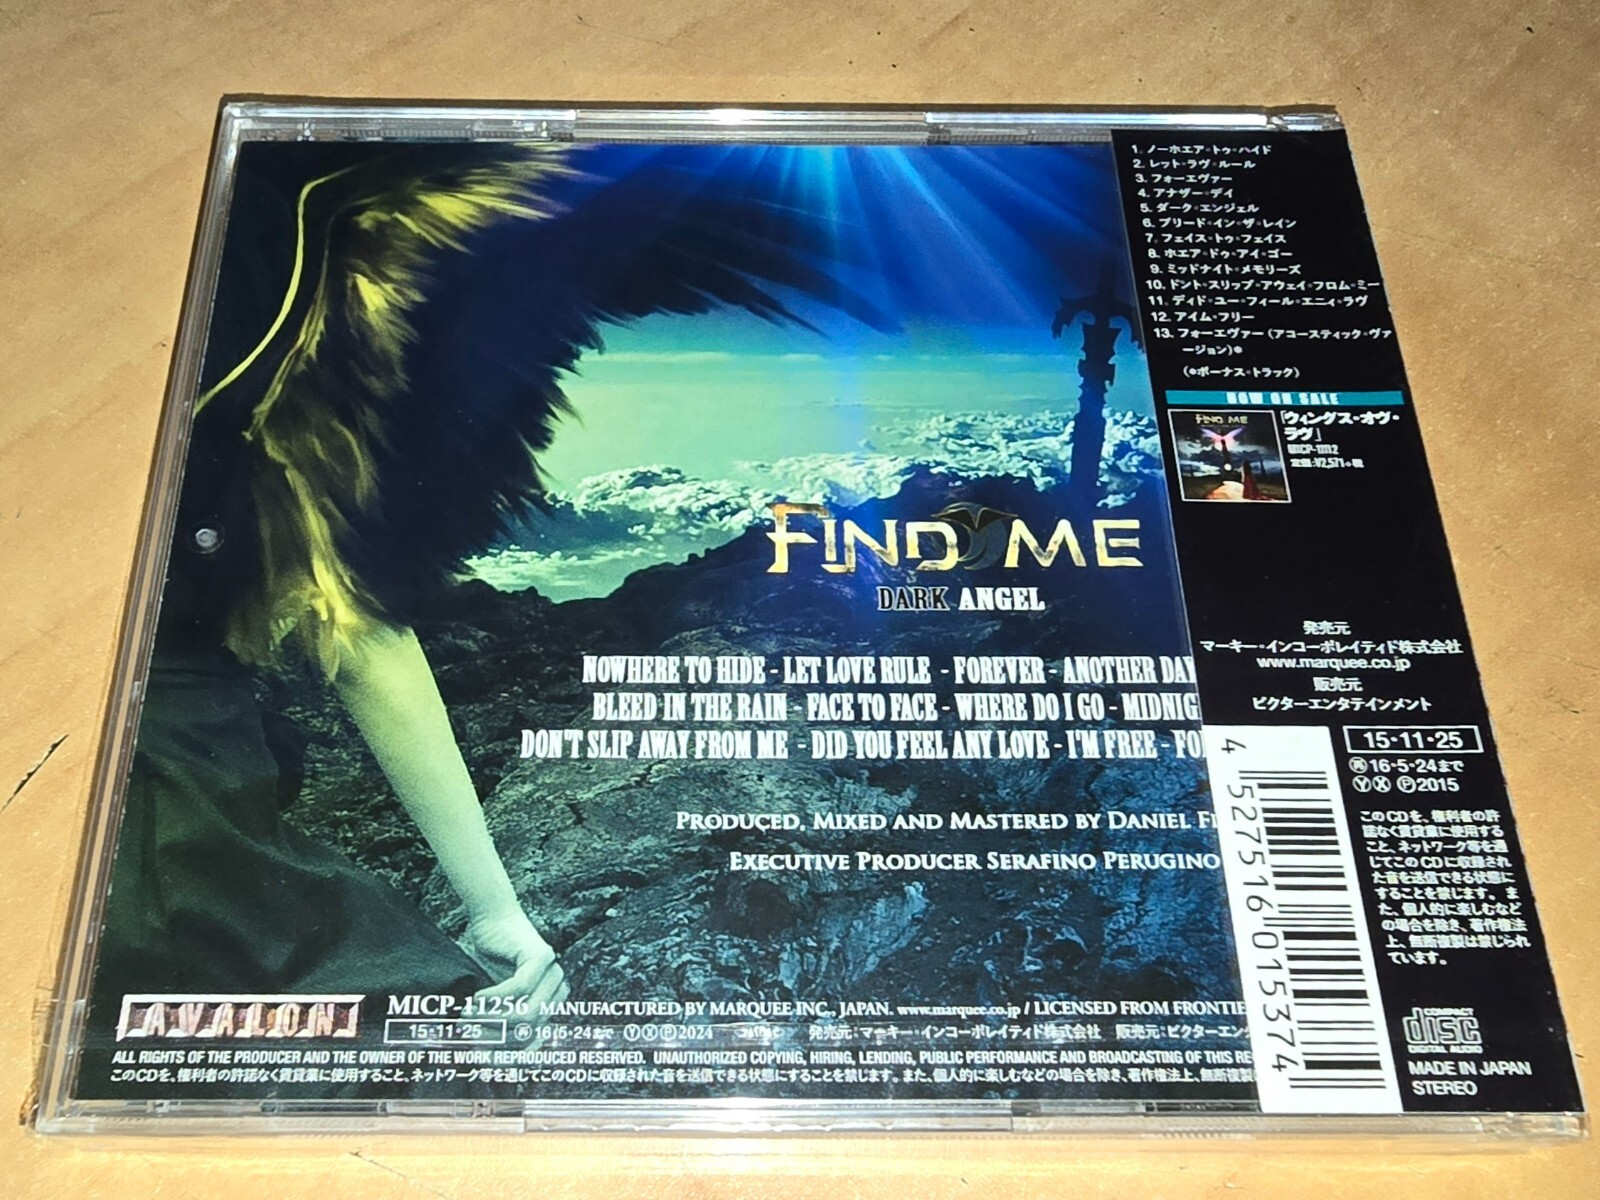 FIND ME
DARK ANGEL
NOWHERE TO HIDE - LET LOVE RULE - FOREVER - ANOTHER DAY
BLEED IN THE RAIN - FACE TO FACE - WHERE DO I GO - MIDNIG
DON'T SLIP AWAY FROM ME - DID YOU FEEL ANY LOVE - I'M FREE - FO
PRODUCED, MIXED AND MASTERED BY DANIEL F
EXECUTIVE PRODUCER SERAFINO PERUGINO
AVALON
MICP-11256 MANUFACTURED BY MARQUEE INC., JAPAN. www.marquee.co.jp / LICENSED FROM FRONTIE
15・11・25 ㊢16・5・24まで ⓎⓍⓅ2024 発売元:マーキー・インコーポレイティド株式会社 販売元:ビクターエン
ALL RIGHTS OF THE PRODUCER AND THE OWNER OF THE WORK REPRODUCED RESERVED. UNAUTHORIZED COPYING, HIRING, LENDING, PUBLIC PERFORMANCE AND BROADCASTING OF THIS RE
このCDを、権利者の許諾なく賃貸業に使用すること、ネットワーク等を通じてこのCDに収録された音を送信できる状態にすることを禁じます。また、個人的に楽しむなどの場合を除き、著作権法上、無断複製
1. ノーホエア・トゥ・ハイド
2. レット・ラヴ・ルール
3. フォーエヴァー
4. アナザー・デイ
5. ダーク・エンジェル
6. ブリード・イン・ザ・レイン
7. フェイス・トゥ・フェイス
8. ホエア・ドゥ・アイ・ゴー
9. ミッドナイト・メモリーズ
10. ドント・スリップ・アウェイ・フロム・ミー
11. ディド・ユー・フィール・エニィ・ラヴ
12. アイム・フリー
13. フォーエヴァー(アコースティック・ヴァ
ージョン)*
(*ボーナス・トラック)
NOW ON SALE
FIND ME
「ウィングス・オヴ・
ラヴ」
MICP-11112
定価:¥2,571+税
発売元
マーキー・インコーポレイティド株式会社
www.marquee.co.jp
販売元
ビクターエンタテインメント
4 527516 015374
15・11・25
㊢16・5・24まで
ⓎⓍ Ⓟ2015
このCDを、権利者の許
諾なく賃貸業に使用する
こと、ネットワーク等を通
じてこのCDに収録され
た音を送信できる状態に
することを禁じます。ま
た、個人的に楽しむなど
の場合を除き、著作権法
上、無断複製は禁じられ
ています。
COMPACT
disc
DIGITAL AUDIO
MADE IN JAPAN
STEREO